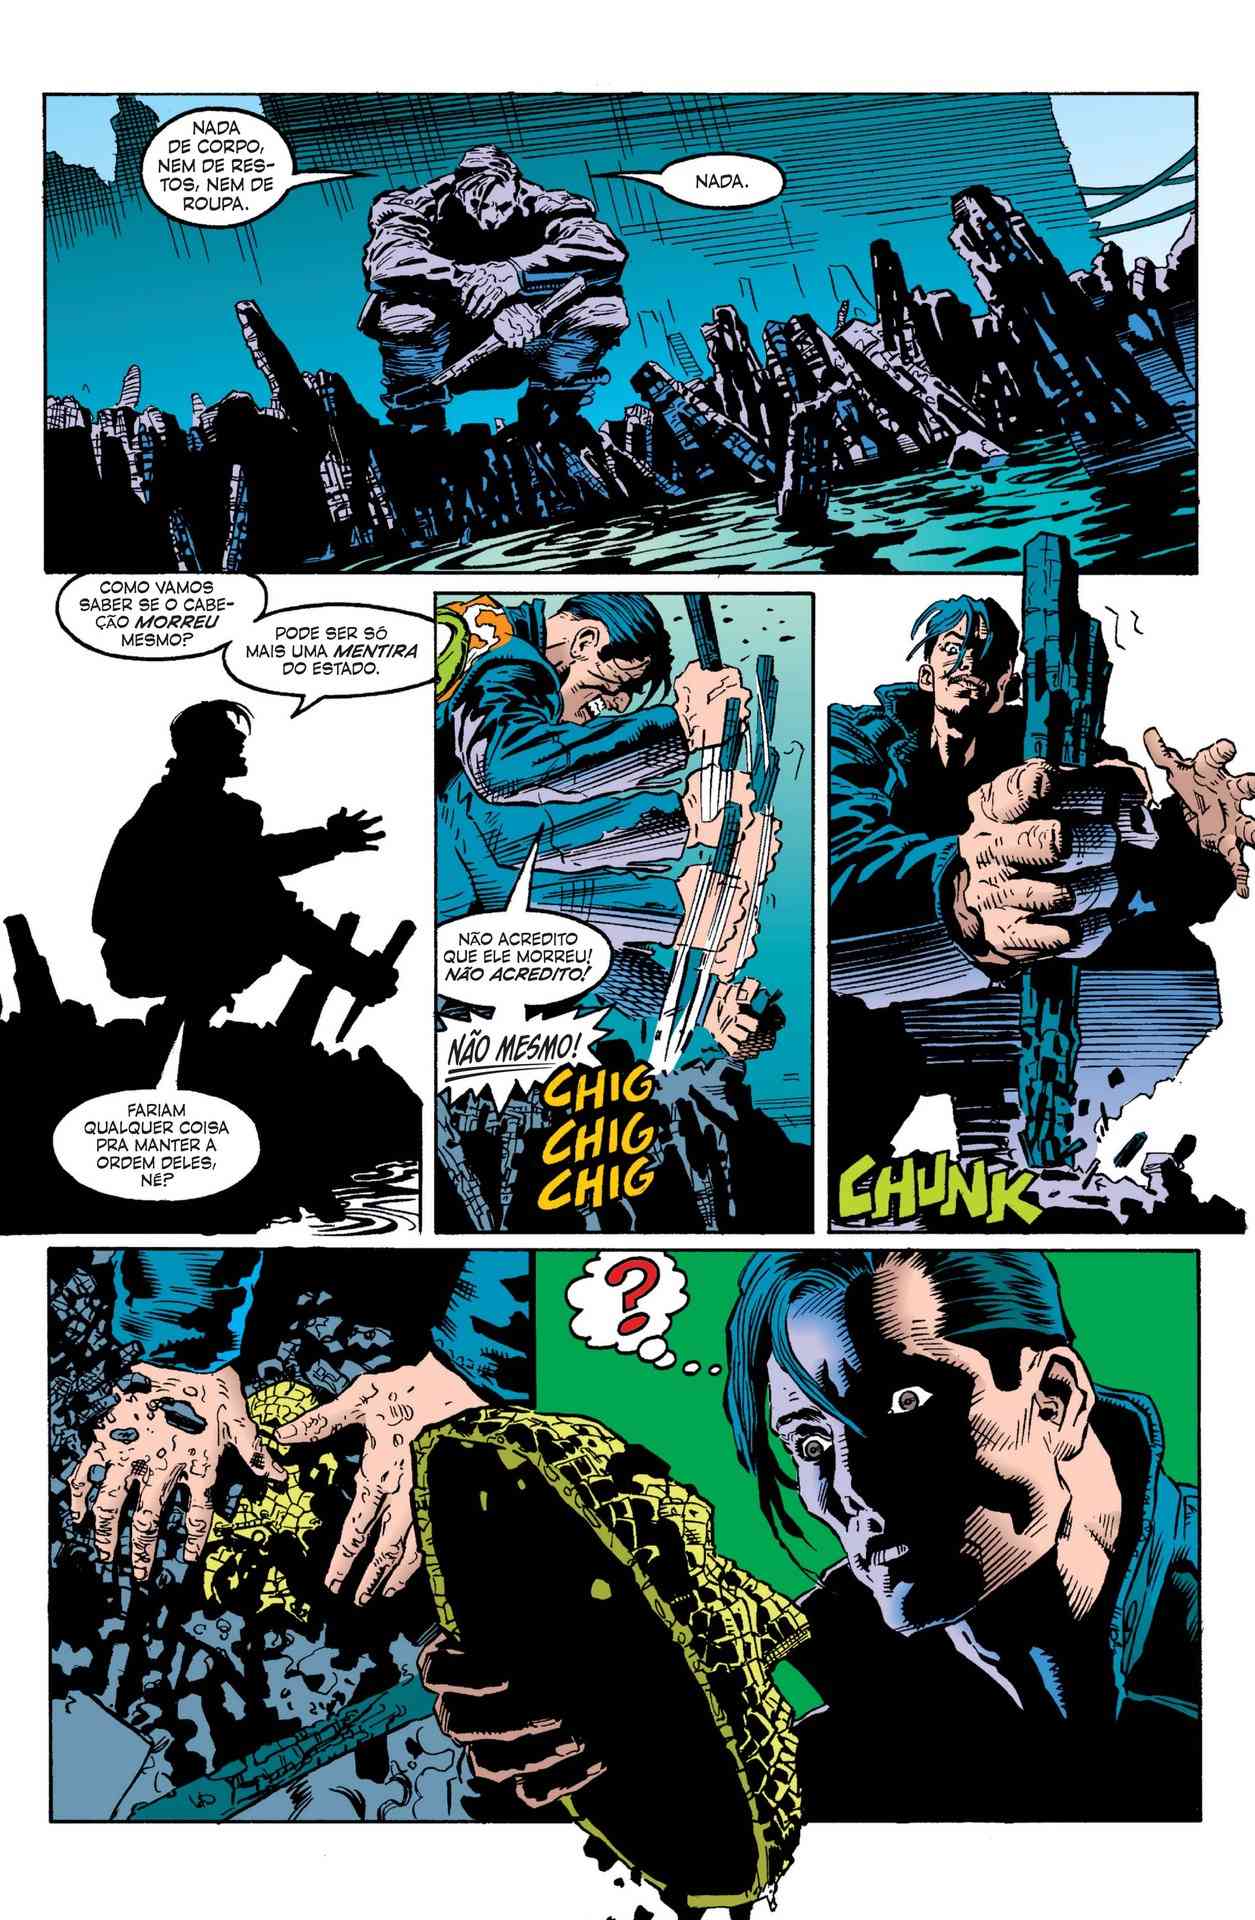 NADA
DE CORPO,
NEM DE RES-
TOS, NEM DE
ROUPA.
NADA.
COMO VAMOS
SABER SE O CABE-
ÇÃO MORREU
MESMO?
PODE SER SÓ
MAIS UMA MENTIRA
DO ESTADO.
FARIAM
QUALQUER COISA
PRA MANTER A
ORDEM DELES,
NÉ?
NÃO ACREDITO
QUE ELE MORREU!
NÃO ACREDITO!
NÃO MESMO!
CHIG
CHIG
CHIG
CHUNK
?